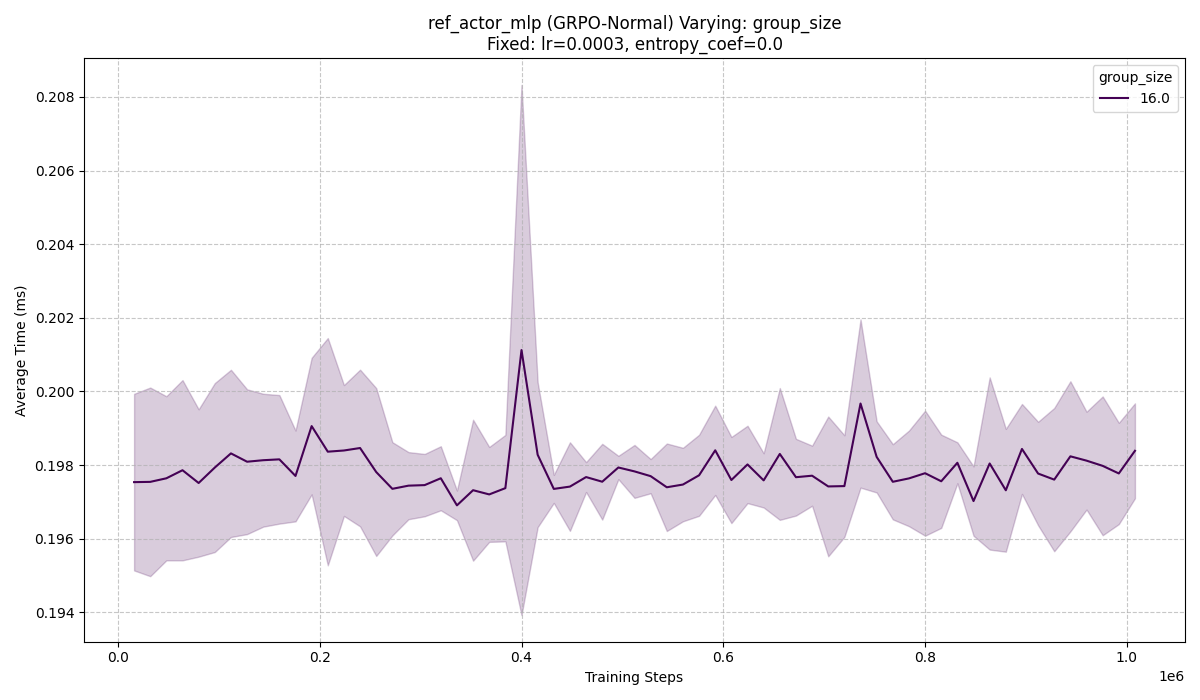 ref_actor_mlp (GRPO-Normal) Varying: group_size
Fixed: lr=0.0003, entropy_coef=0.0
group_size
16.0
Average Time (ms)
0.208
0.206
0.204
0.202
0.200
0.198
0.196
0.194
0.0 0.2 0.4 0.6 0.8 1.0
1e6
Training Steps